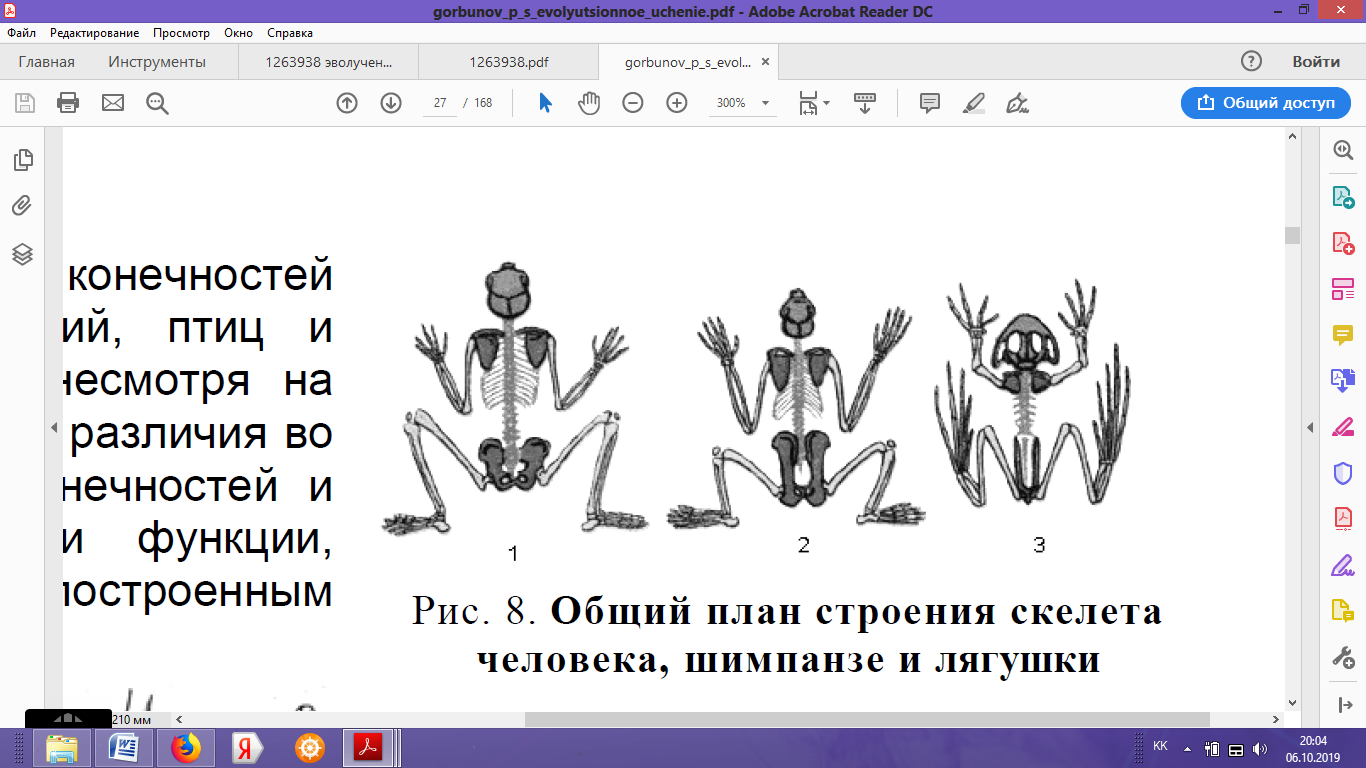 gorbunov_p_s_evolyutsionnoe_uchenie.pdf - Adobe Acrobat Reader DC
Файл Редактирование Просмотр Окно Справка
Главная Инструменты 1263938 эволучен... 1263938.pdf gorbunov_p_s_evol... × ? Войти
27 / 168 300% Общий доступ
конечностей
ий, птиц и
несмотря на
различия во
нечностей и
и функции,
построенным
1 2 3
Рис. 8. Общий план строения скелета
человека, шимпанзе и лягушки
210 мм
W Я KK 20:04
06.10.2019